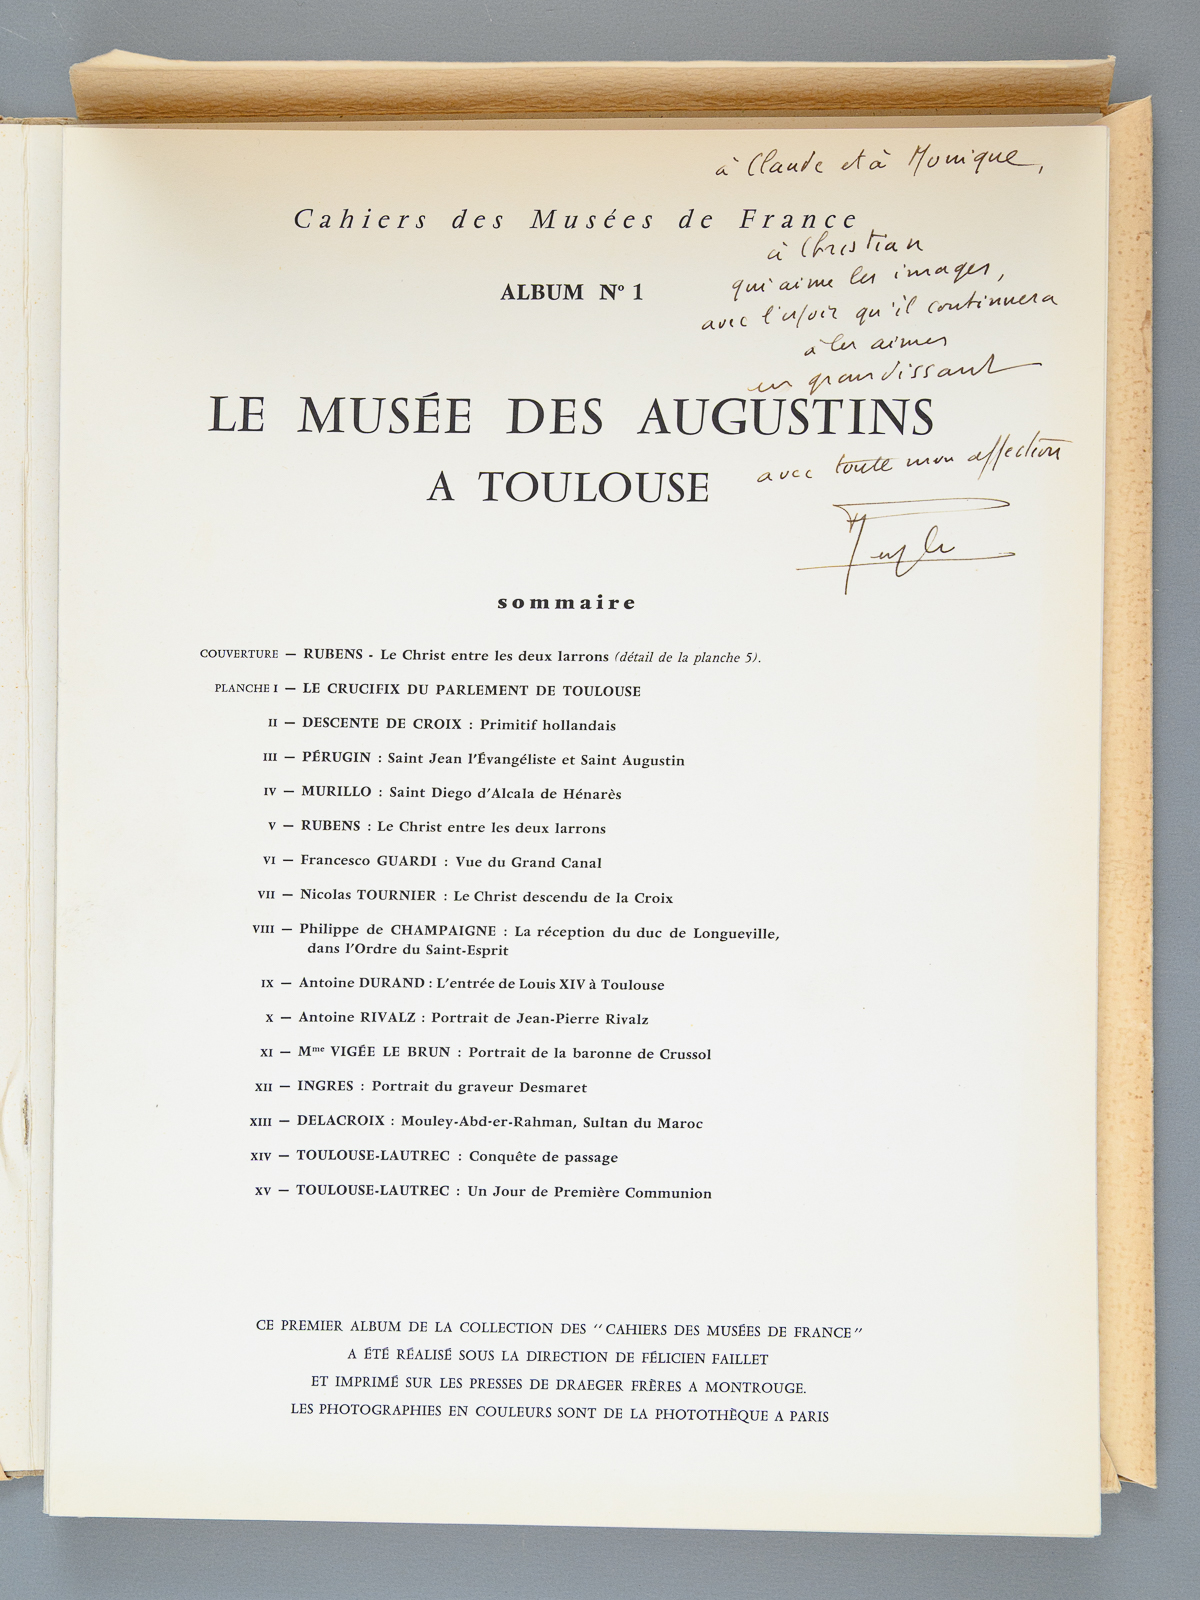 à Claude et à Monique,
Cahiers des Musées de France
à Christian
qui aime les images,
ALBUM Nº 1
avec l'espoir qu'il continuera
à les aimer
en grandissant
LE MUSÉE DES AUGUSTINS
avec toute mon affection
A TOULOUSE
sommaire
COUVERTURE — RUBENS - Le Christ entre les deux larrons (détail de la planche 5).
PLANCHE I — LE CRUCIFIX DU PARLEMENT DE TOULOUSE
II — DESCENTE DE CROIX : Primitif hollandais
III — PÉRUGIN : Saint Jean l'Évangéliste et Saint Augustin
IV — MURILLO : Saint Diego d'Alcala de Hénarès
V — RUBENS : Le Christ entre les deux larrons
VI — Francesco GUARDI : Vue du Grand Canal
VII — Nicolas TOURNIER : Le Christ descendu de la Croix
VIII — Philippe de CHAMPAIGNE : La réception du duc de Longueville,
dans l'Ordre du Saint-Esprit
IX — Antoine DURAND : L'entrée de Louis XIV à Toulouse
X — Antoine RIVALZ : Portrait de Jean-Pierre Rivalz
XI — Mme VIGÉE LE BRUN : Portrait de la baronne de Crussol
XII — INGRES : Portrait du graveur Desmaret
XIII — DELACROIX : Mouley-Abd-er-Rahman, Sultan du Maroc
XIV — TOULOUSE-LAUTREC : Conquête de passage
XV — TOULOUSE-LAUTREC : Un Jour de Première Communion
CE PREMIER ALBUM DE LA COLLECTION DES "CAHIERS DES MUSÉES DE FRANCE"
A ÉTÉ RÉALISÉ SOUS LA DIRECTION DE FÉLICIEN FAILLET
ET IMPRIMÉ SUR LES PRESSES DE DRAEGER FRÈRES A MONTROUGE.
LES PHOTOGRAPHIES EN COULEURS SONT DE LA PHOTOTHÈQUE A PARIS